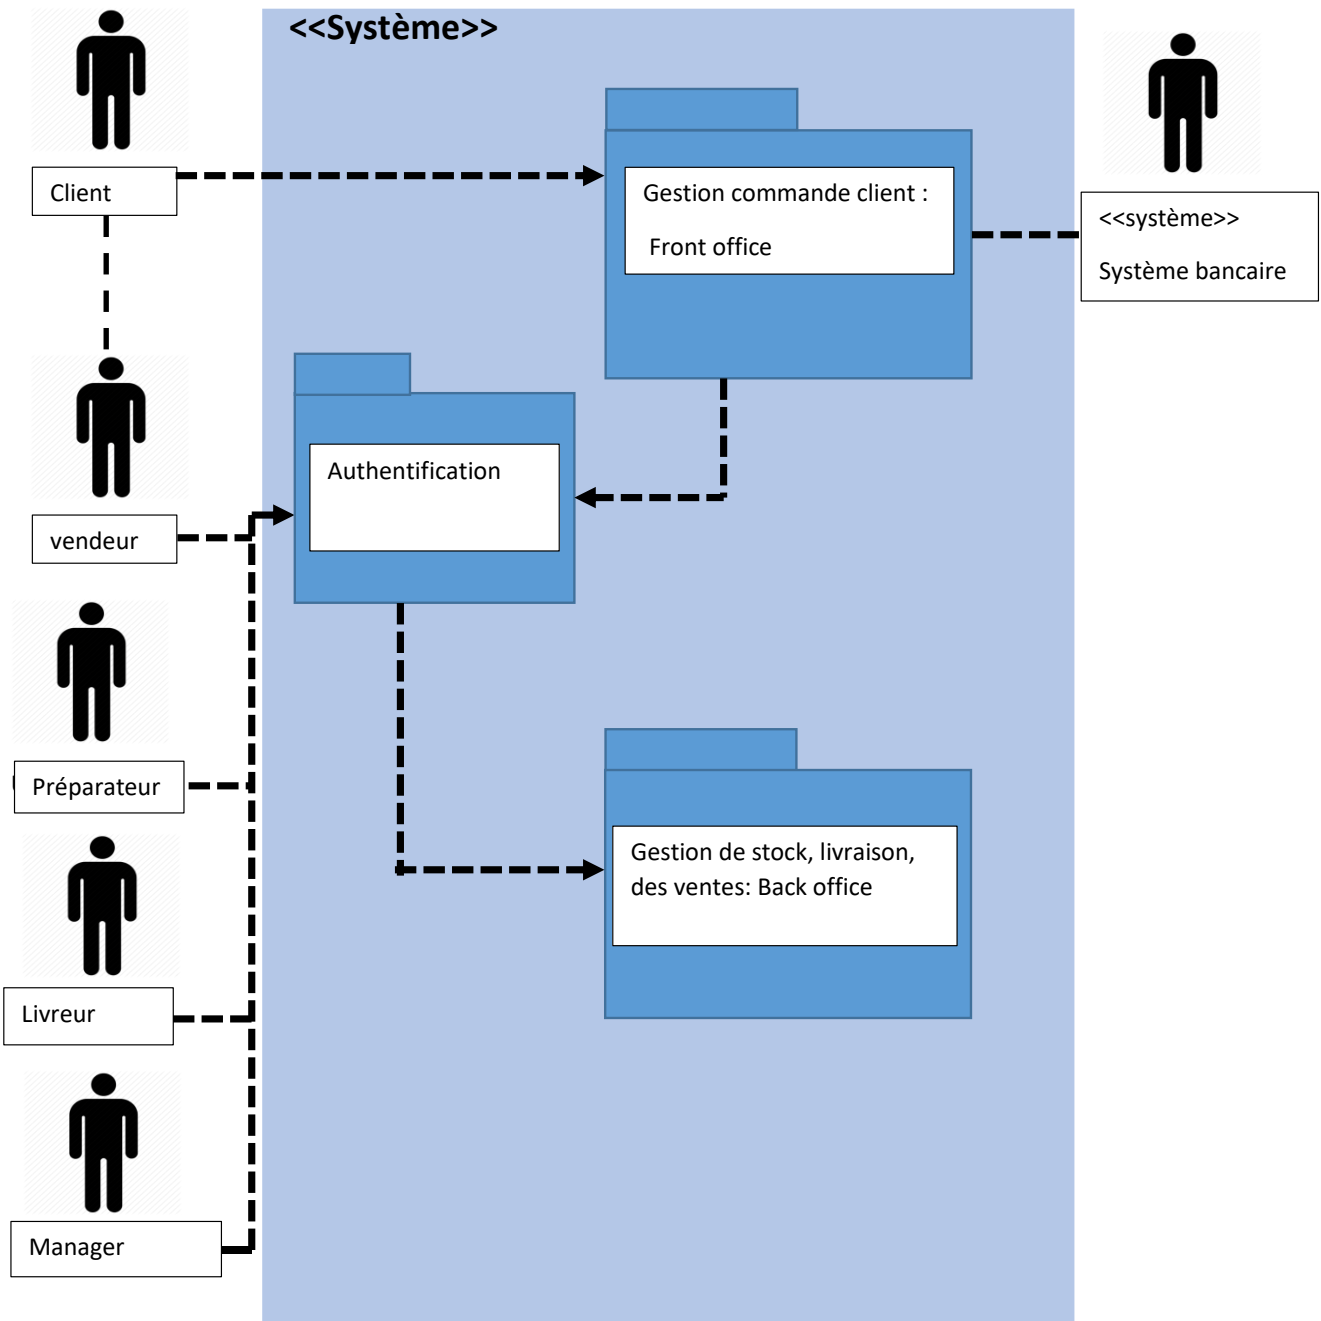 <<Système>>
Client
Gestion commande client :
Front office
<<système>>
Système bancaire
Authentification
vendeur
Préparateur
Gestion de stock, livraison,
des ventes: Back office
Livreur
Manager